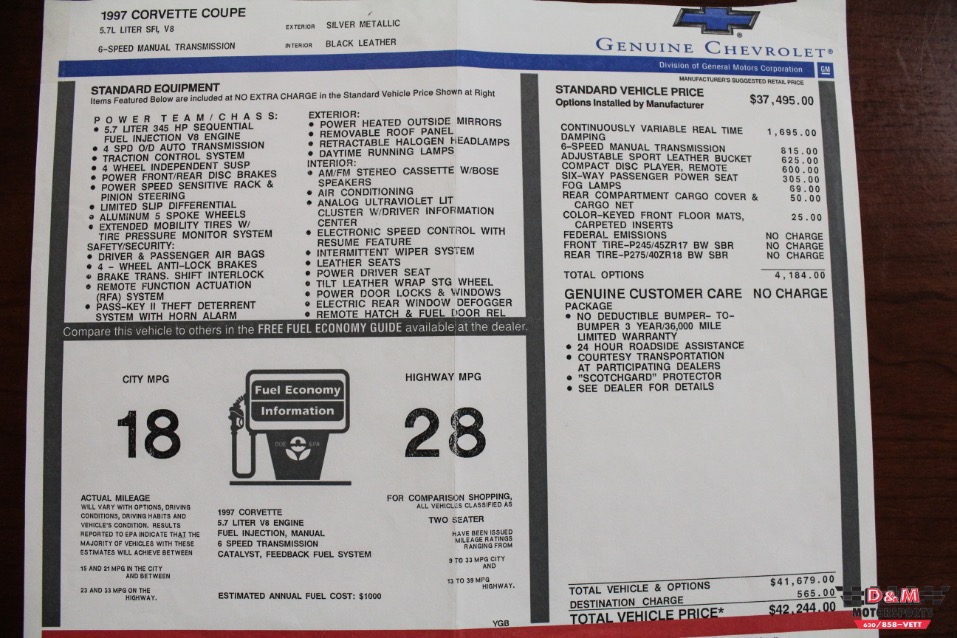 1997 CORVETTE COUPE
5.7L LITER SFI, V8
6-SPEED MANUAL TRANSMISSION
EXTERIOR SILVER METALLIC
INTERIOR BLACK LEATHER
GENUINE CHEVROLET®
Division of General Motors Corporation GM
STANDARD EQUIPMENT
Items Featured Below are included at NO EXTRA CHARGE in the Standard Vehicle Price Shown at Right
POWER TEAM/CHASS:
• 5.7 LITER 345 HP SEQUENTIAL
FUEL INJECTION V8 ENGINE
• 4 SPD O/D AUTO TRANSMISSION
• TRACTION CONTROL SYSTEM
• 4 WHEEL INDEPENDENT SUSP
• POWER FRONT/REAR DISC BRAKES
• POWER SPEED SENSITIVE RACK &
PINION STEERING
• LIMITED SLIP DIFFERENTIAL
• ALUMINUM 5 SPOKE WHEELS
• EXTENDED MOBILITY TIRES W/
TIRE PRESSURE MONITOR SYSTEM
SAFETY/SECURITY:
• DRIVER & PASSENGER AIR BAGS
• 4 - WHEEL ANTI-LOCK BRAKES
• BRAKE TRANS. SHIFT INTERLOCK
• REMOTE FUNCTION ACTUATION
(RFA) SYSTEM
• PASS-KEY II THEFT DETERRENT
SYSTEM WITH HORN ALARM
EXTERIOR:
• POWER HEATED OUTSIDE MIRRORS
• REMOVABLE ROOF PANEL
• RETRACTABLE HALOGEN HEADLAMPS
• DAYTIME RUNNING LAMPS
INTERIOR:
• AM/FM STEREO CASSETTE W/BOSE
SPEAKERS
• AIR CONDITIONING
• ANALOG ULTRAVIOLET LIT
CLUSTER W/DRIVER INFORMATION
CENTER
• ELECTRONIC SPEED CONTROL WITH
RESUME FEATURE
• INTERMITTENT WIPER SYSTEM
• LEATHER SEATS
• POWER DRIVER SEAT
• TILT LEATHER WRAP STG WHEEL
• POWER DOOR LOCKS & WINDOWS
• ELECTRIC REAR WINDOW DEFOGGER
• REMOTE HATCH & FUEL DOOR REL
Compare this vehicle to others in the FREE FUEL ECONOMY GUIDE available at the dealer.
CITY MPG
18
Fuel Economy
Information
DOE EPA
HIGHWAY MPG
28
ACTUAL MILEAGE
WILL VARY WITH OPTIONS, DRIVING
CONDITIONS, DRIVING HABITS AND
VEHICLE'S CONDITION. RESULTS
REPORTED TO EPA INDICATE THAT THE
MAJORITY OF VEHICLES WITH THESE
ESTIMATES WILL ACHIEVE BETWEEN
15 AND 21 MPG IN THE CITY
AND BETWEEN
23 AND 33 MPG ON THE
HIGHWAY.
1997 CORVETTE
5.7 LITER V8 ENGINE
FUEL INJECTION, MANUAL
6 SPEED TRANSMISSION
CATALYST, FEEDBACK FUEL SYSTEM
ESTIMATED ANNUAL FUEL COST: $1000
FOR COMPARISON SHOPPING,
ALL VEHICLES CLASSIFIED AS
TWO SEATER
HAVE BEEN ISSUED
MILEAGE RATINGS
RANGING FROM
9 TO 33 MPG CITY
AND
13 TO 39 MPG
HIGHWAY.
YGB
MANUFACTURER'S SUGGESTED RETAIL PRICE
STANDARD VEHICLE PRICE $37,495.00
Options Installed by Manufacturer
CONTINUOUSLY VARIABLE REAL TIME 1,695.00
DAMPING
6-SPEED MANUAL TRANSMISSION 815.00
ADJUSTABLE SPORT LEATHER BUCKET 625.00
COMPACT DISC PLAYER, REMOTE 600.00
SIX-WAY PASSENGER POWER SEAT 305.00
FOG LAMPS 69.00
REAR COMPARTMENT CARGO COVER & 50.00
CARGO NET
COLOR-KEYED FRONT FLOOR MATS, 25.00
CARPETED INSERTS
FEDERAL EMISSIONS NO CHARGE
FRONT TIRE-P245/45ZR17 BW SBR NO CHARGE
REAR TIRE-P275/40ZR18 BW SBR NO CHARGE
TOTAL OPTIONS 4,184.00
GENUINE CUSTOMER CARE NO CHARGE
PACKAGE
• NO DEDUCTIBLE BUMPER- TO-
BUMPER 3 YEAR/36,000 MILE
LIMITED WARRANTY
• 24 HOUR ROADSIDE ASSISTANCE
• COURTESY TRANSPORTATION
AT PARTICIPATING DEALERS
• "SCOTCHGARD" PROTECTOR
• SEE DEALER FOR DETAILS
TOTAL VEHICLE & OPTIONS $41,679.00
DESTINATION CHARGE 565.00
TOTAL VEHICLE PRICE* $42,244.00
D&M
MOTORSPORTS
630/858-VETT